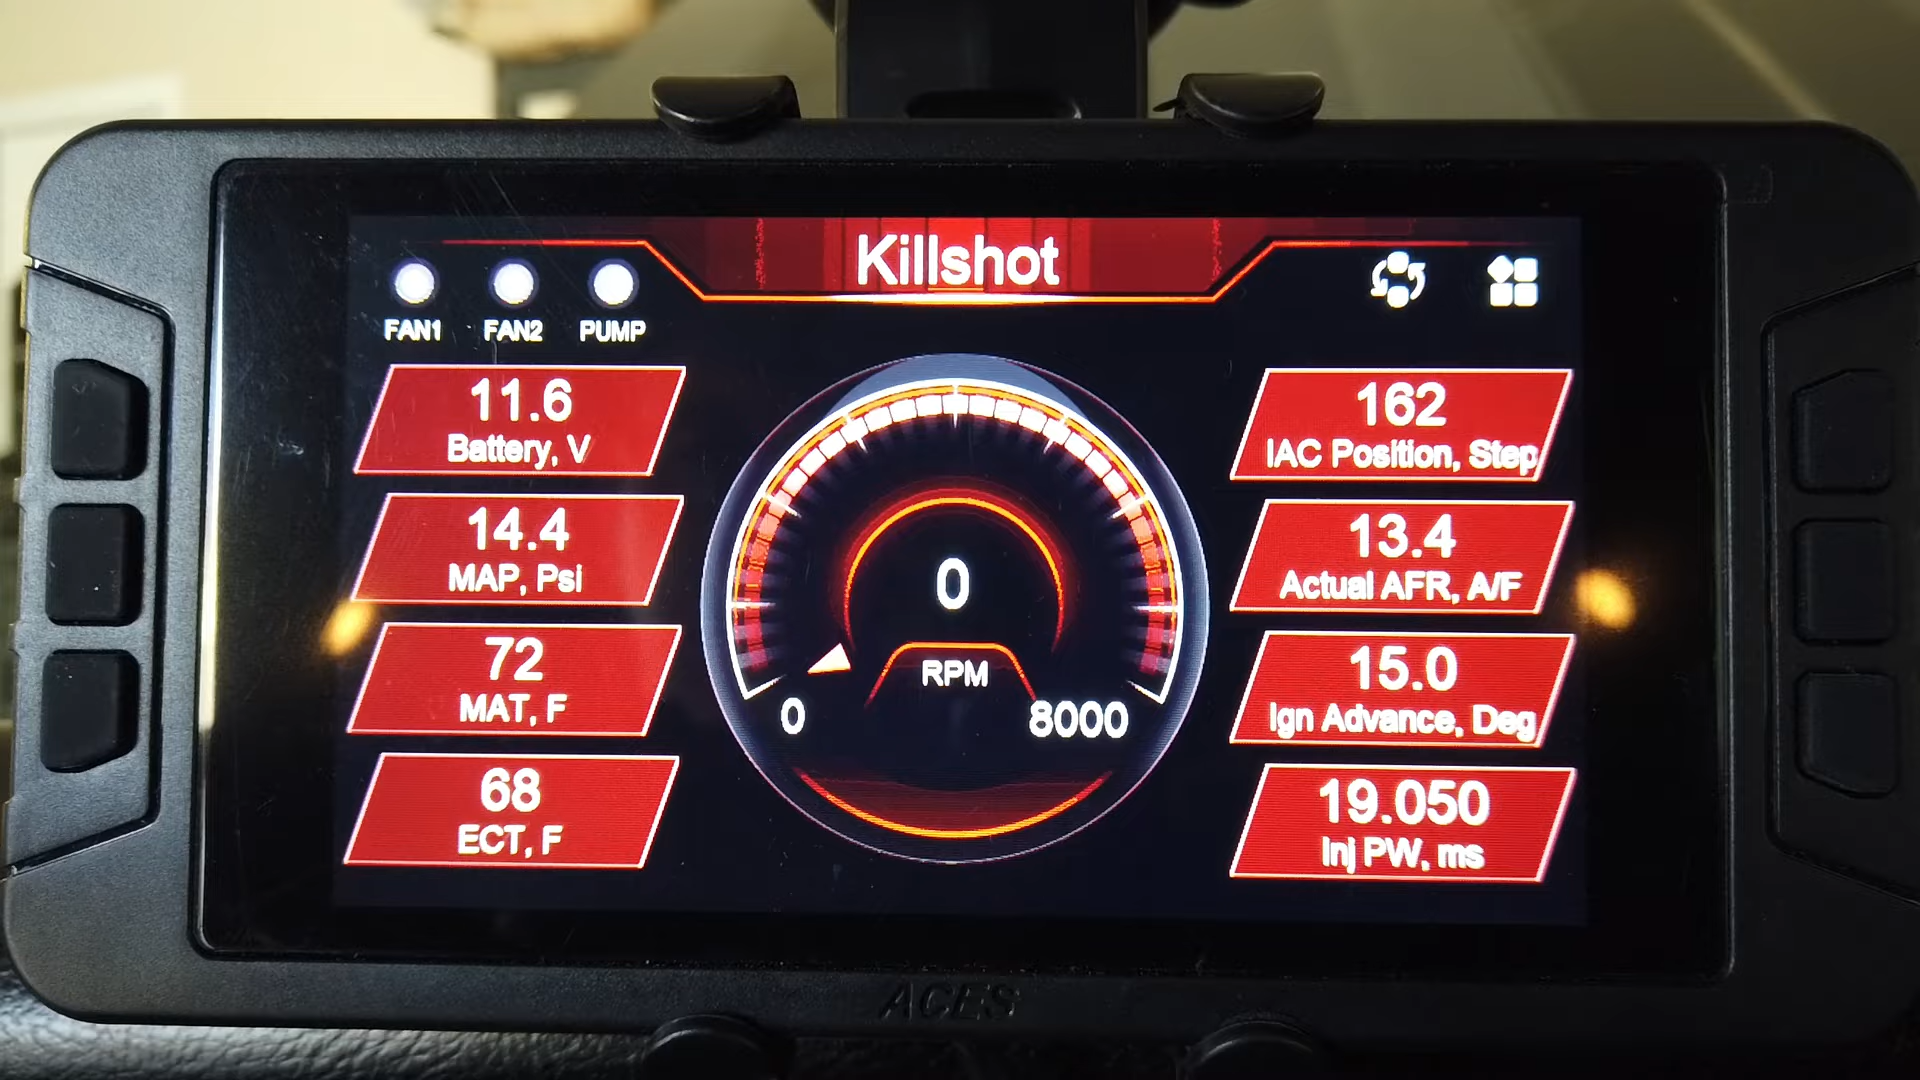 Killshot
FAN1 FAN2 PUMP
11.6
Battery, V
14.4
MAP, Psi
72
MAT, F
68
ECT, F
0
RPM
0 8000
162
IAC Position, Step
13.4
Actual AFR, A/F
15.0
Ign Advance, Deg
19.050
Inj PW, ms
ACES